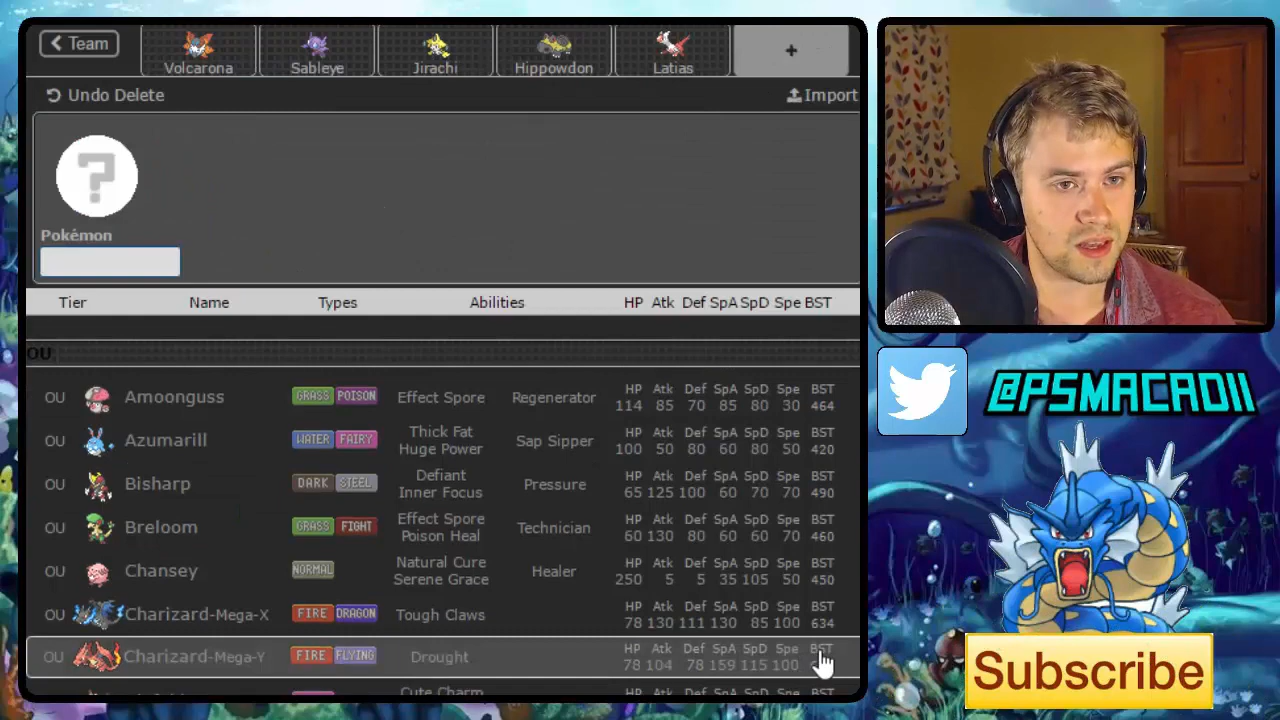 Team
Volcarona
Sableye
Jirachi
Hippowdon
Latias
+
Undo Delete
Import
?
Pokémon
Tier Name Types Abilities HP Atk Def SpA SpD Spe BST
OU
OU Amoonguss GRASS POISON Effect Spore Regenerator HP 114 Atk 85 Def 70 SpA 85 SpD 80 Spe 30 BST 464
OU Azumarill WATER FAIRY Thick Fat Huge Power Sap Sipper HP 100 Atk 50 Def 80 SpA 60 SpD 80 Spe 50 BST 420
OU Bisharp DARK STEEL Defiant Inner Focus Pressure HP 65 Atk 125 Def 100 SpA 60 SpD 70 Spe 70 BST 490
OU Breloom GRASS FIGHT Effect Spore Poison Heal Technician HP 60 Atk 130 Def 80 SpA 60 SpD 60 Spe 70 BST 460
OU Chansey NORMAL Natural Cure Serene Grace Healer HP 250 Atk 5 Def 5 SpA 35 SpD 105 Spe 50 BST 450
OU Charizard-Mega-X FIRE DRAGON Tough Claws HP 78 Atk 130 Def 111 SpA 130 SpD 85 Spe 100 BST 634
OU Charizard-Mega-Y FIRE FLYING Drought HP 78 Atk 104 Def 78 SpA 159 SpD 115 Spe 100 BST
Cute Charm HP Atk Def SpA SpD Spe BST
@PSMACADII
Subscribe